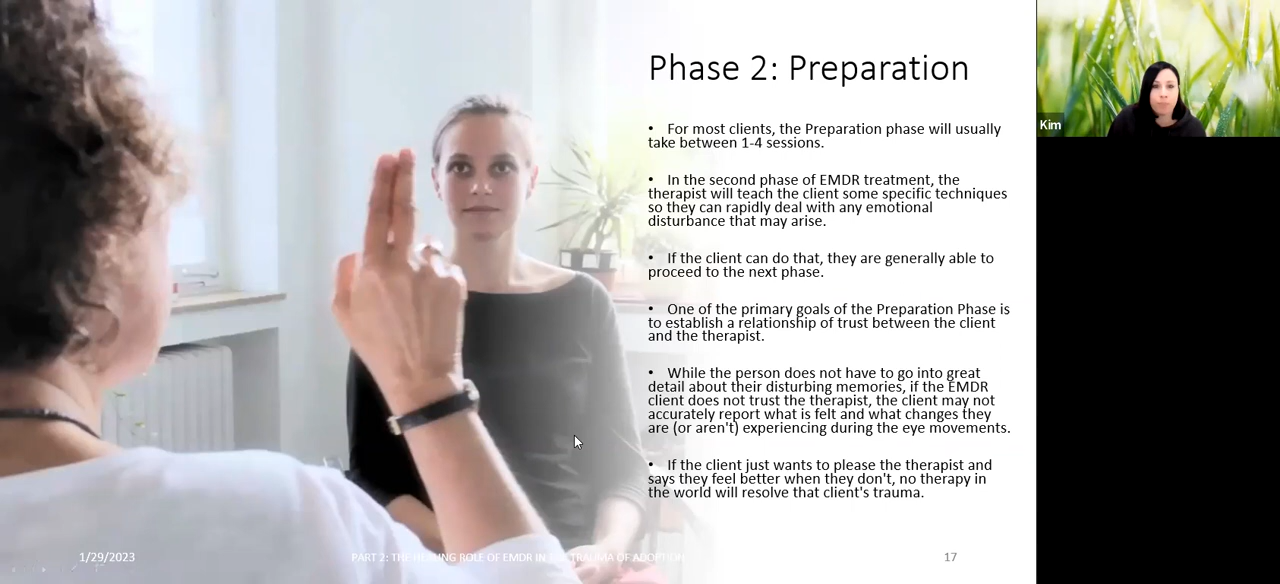 Phase 2: Preparation
Kim
• For most clients, the Preparation phase will usually
take between 1-4 sessions.
• In the second phase of EMDR treatment, the
therapist will teach the client some specific techniques
so they can rapidly deal with any emotional
disturbance that may arise.
• If the client can do that, they are generally able to
proceed to the next phase.
• One of the primary goals of the Preparation Phase is
to establish a relationship of trust between the client
and the therapist.
• While the person does not have to go into great
detail about their disturbing memories, if the EMDR
client does not trust the therapist, the client may not
accurately report what is felt and what changes they
are (or aren't) experiencing during the eye movements.
• If the client just wants to please the therapist and
says they feel better when they don't, no therapy in
the world will resolve that client's trauma.
1/29/2023
PART 2: THE ROLE OF EMDR IN TRAUMA OF ADOPTION
17